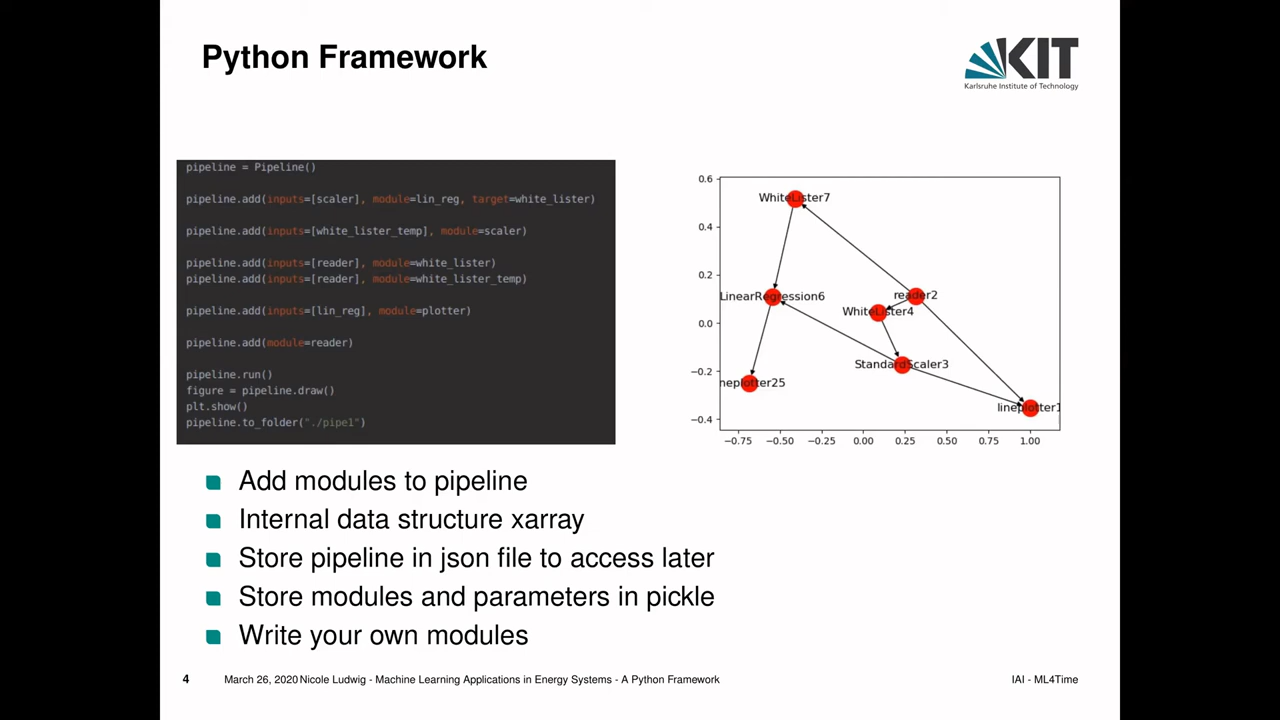 Python Framework
KIT
Karlsruhe Institute of Technology
pipeline = Pipeline()
pipeline.add(inputs=[scaler], module=lin_reg, target=white_lister)
pipeline.add(inputs=[white_lister_temp], module=scaler)
pipeline.add(inputs=[reader], module=white_lister)
pipeline.add(inputs=[reader], module=white_lister_temp)
pipeline.add(inputs=[lin_reg], module=plotter)
pipeline.add(module=reader)
pipeline.run()
figure = pipeline.draw()
plt.show()
pipeline.to_folder("./pipe1")
0.6
0.4
0.2
0.0
−0.2
−0.4
WhiteLister7
LinearRegression6
reader2
WhiteLister4
StandardScaler3
neplotter25
lineplotter1
−0.75 −0.50 −0.25 0.00 0.25 0.50 0.75 1.00
Add modules to pipeline
Internal data structure xarray
Store pipeline in json file to access later
Store modules and parameters in pickle
Write your own modules
4 March 26, 2020 Nicole Ludwig - Machine Learning Applications in Energy Systems - A Python Framework IAI - ML4Time